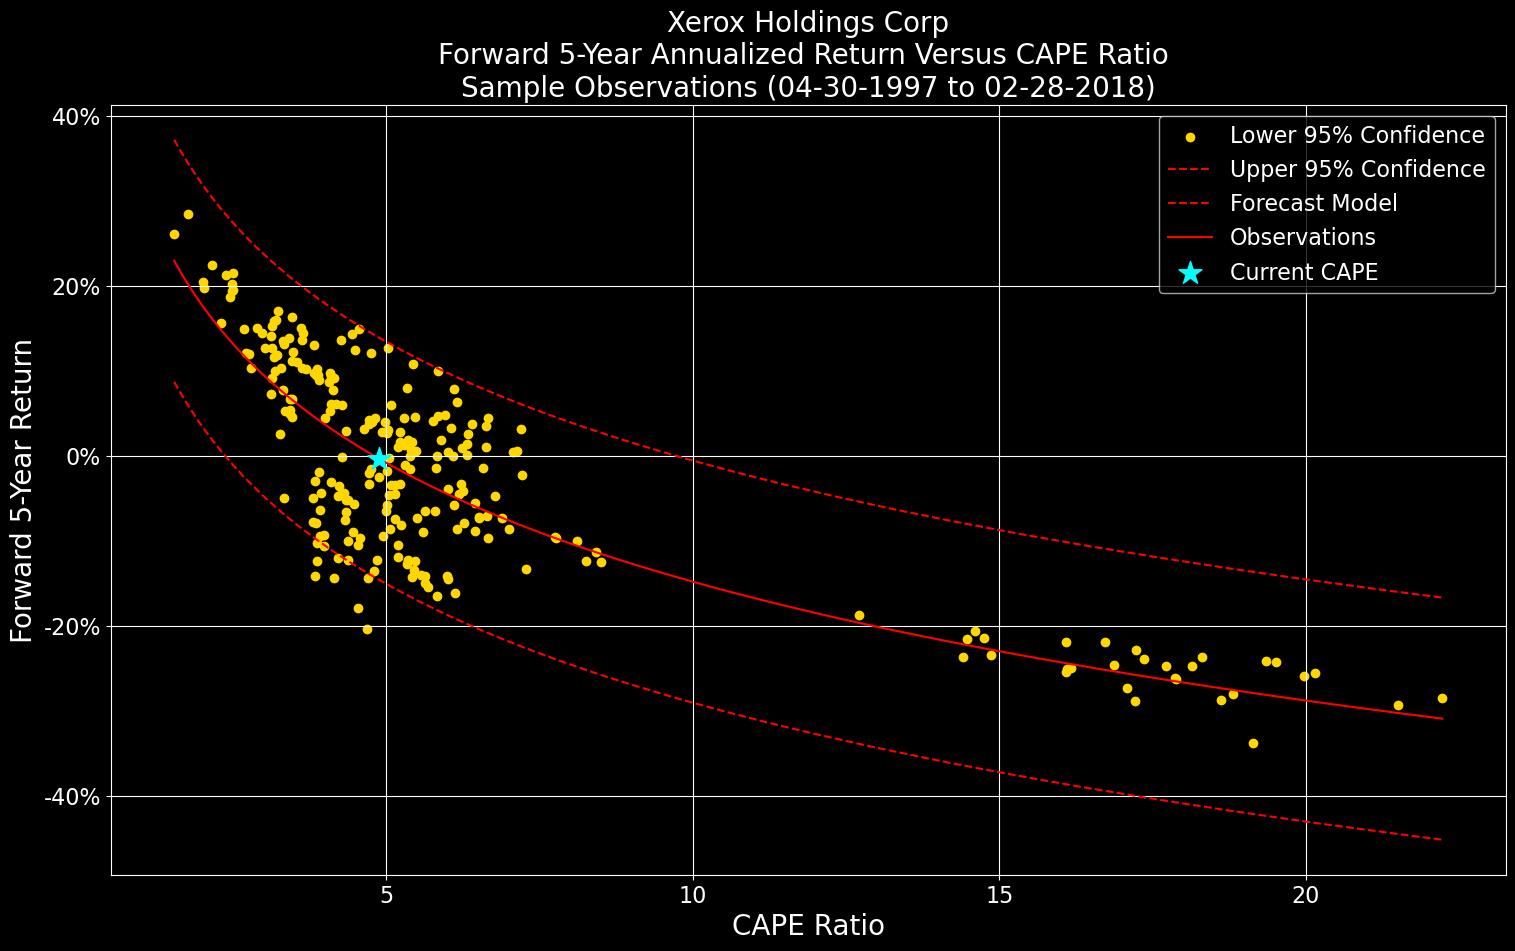 Xerox Holdings Corp
Forward 5-Year Annualized Return Versus CAPE Ratio
Sample Observations (04-30-1997 to 02-28-2018)
Lower 95% Confidence
Upper 95% Confidence
Forecast Model
Observations
Current CAPE
Forward 5-Year Return
40%
20%
0%
-20%
-40%
5
10
15
20
CAPE Ratio